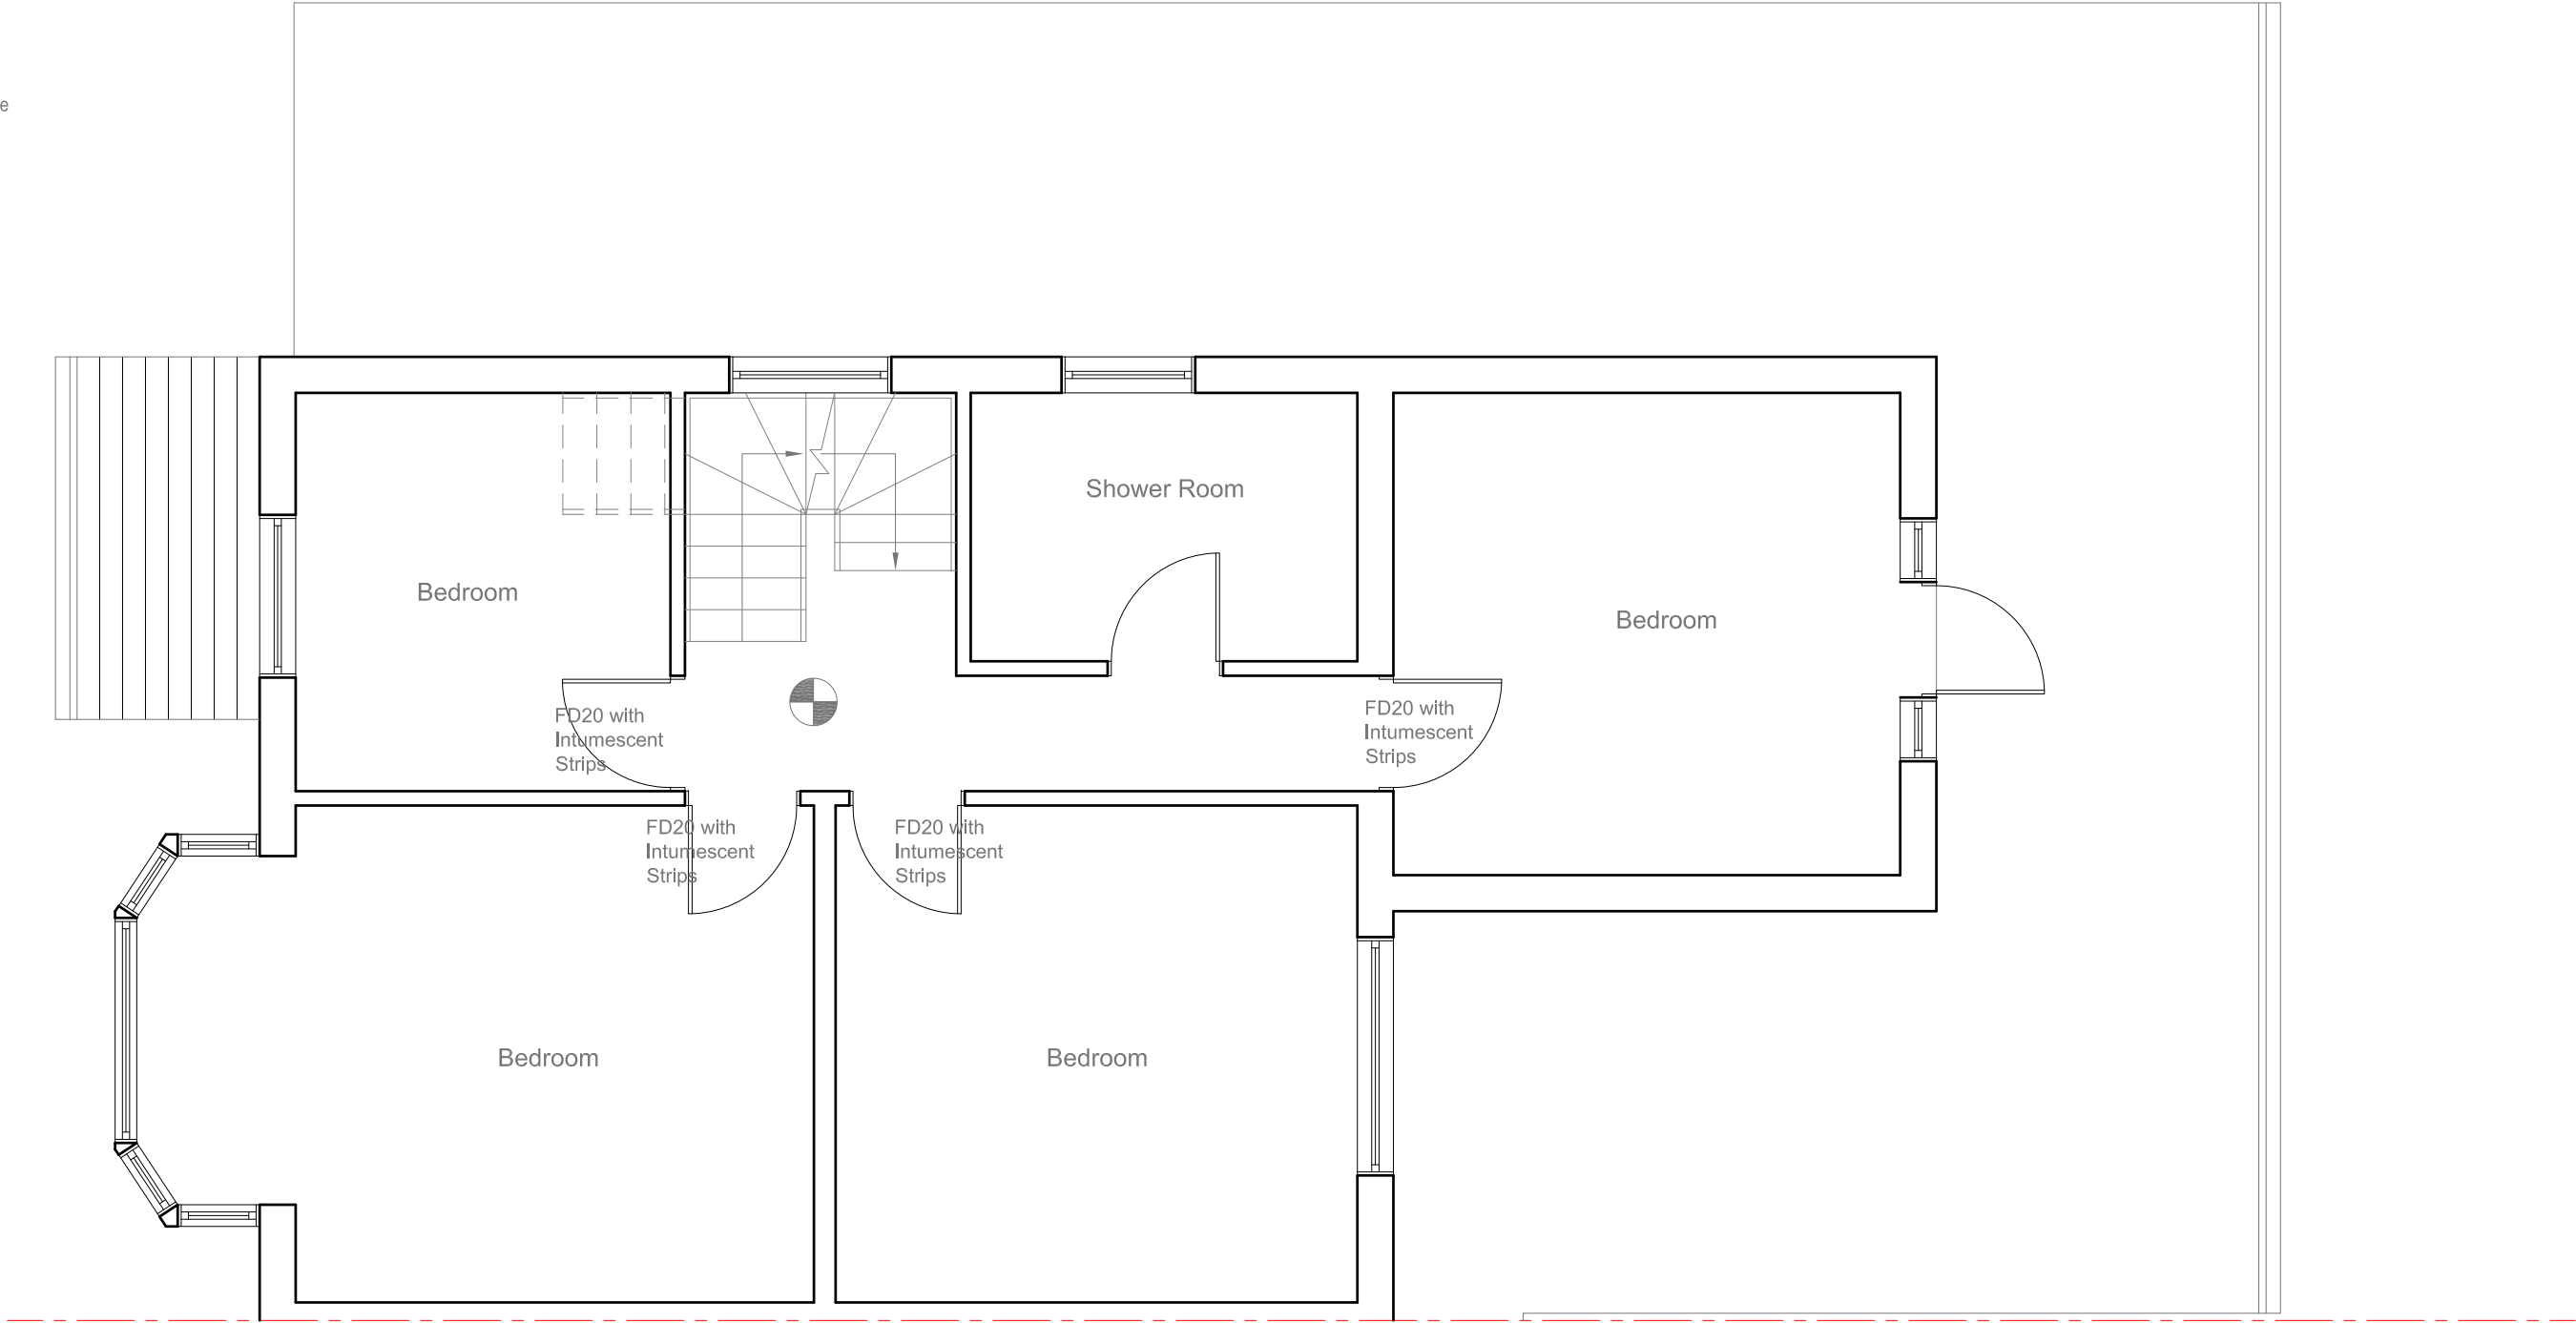 e
Shower Room
Bedroom
Bedroom
FD20 with
Intumescent
Strips
FD20 with
Intumescent
Strips
FD20 with
Intumescent
Strips
FD20 with
Intumescent
Strips
Bedroom
Bedroom